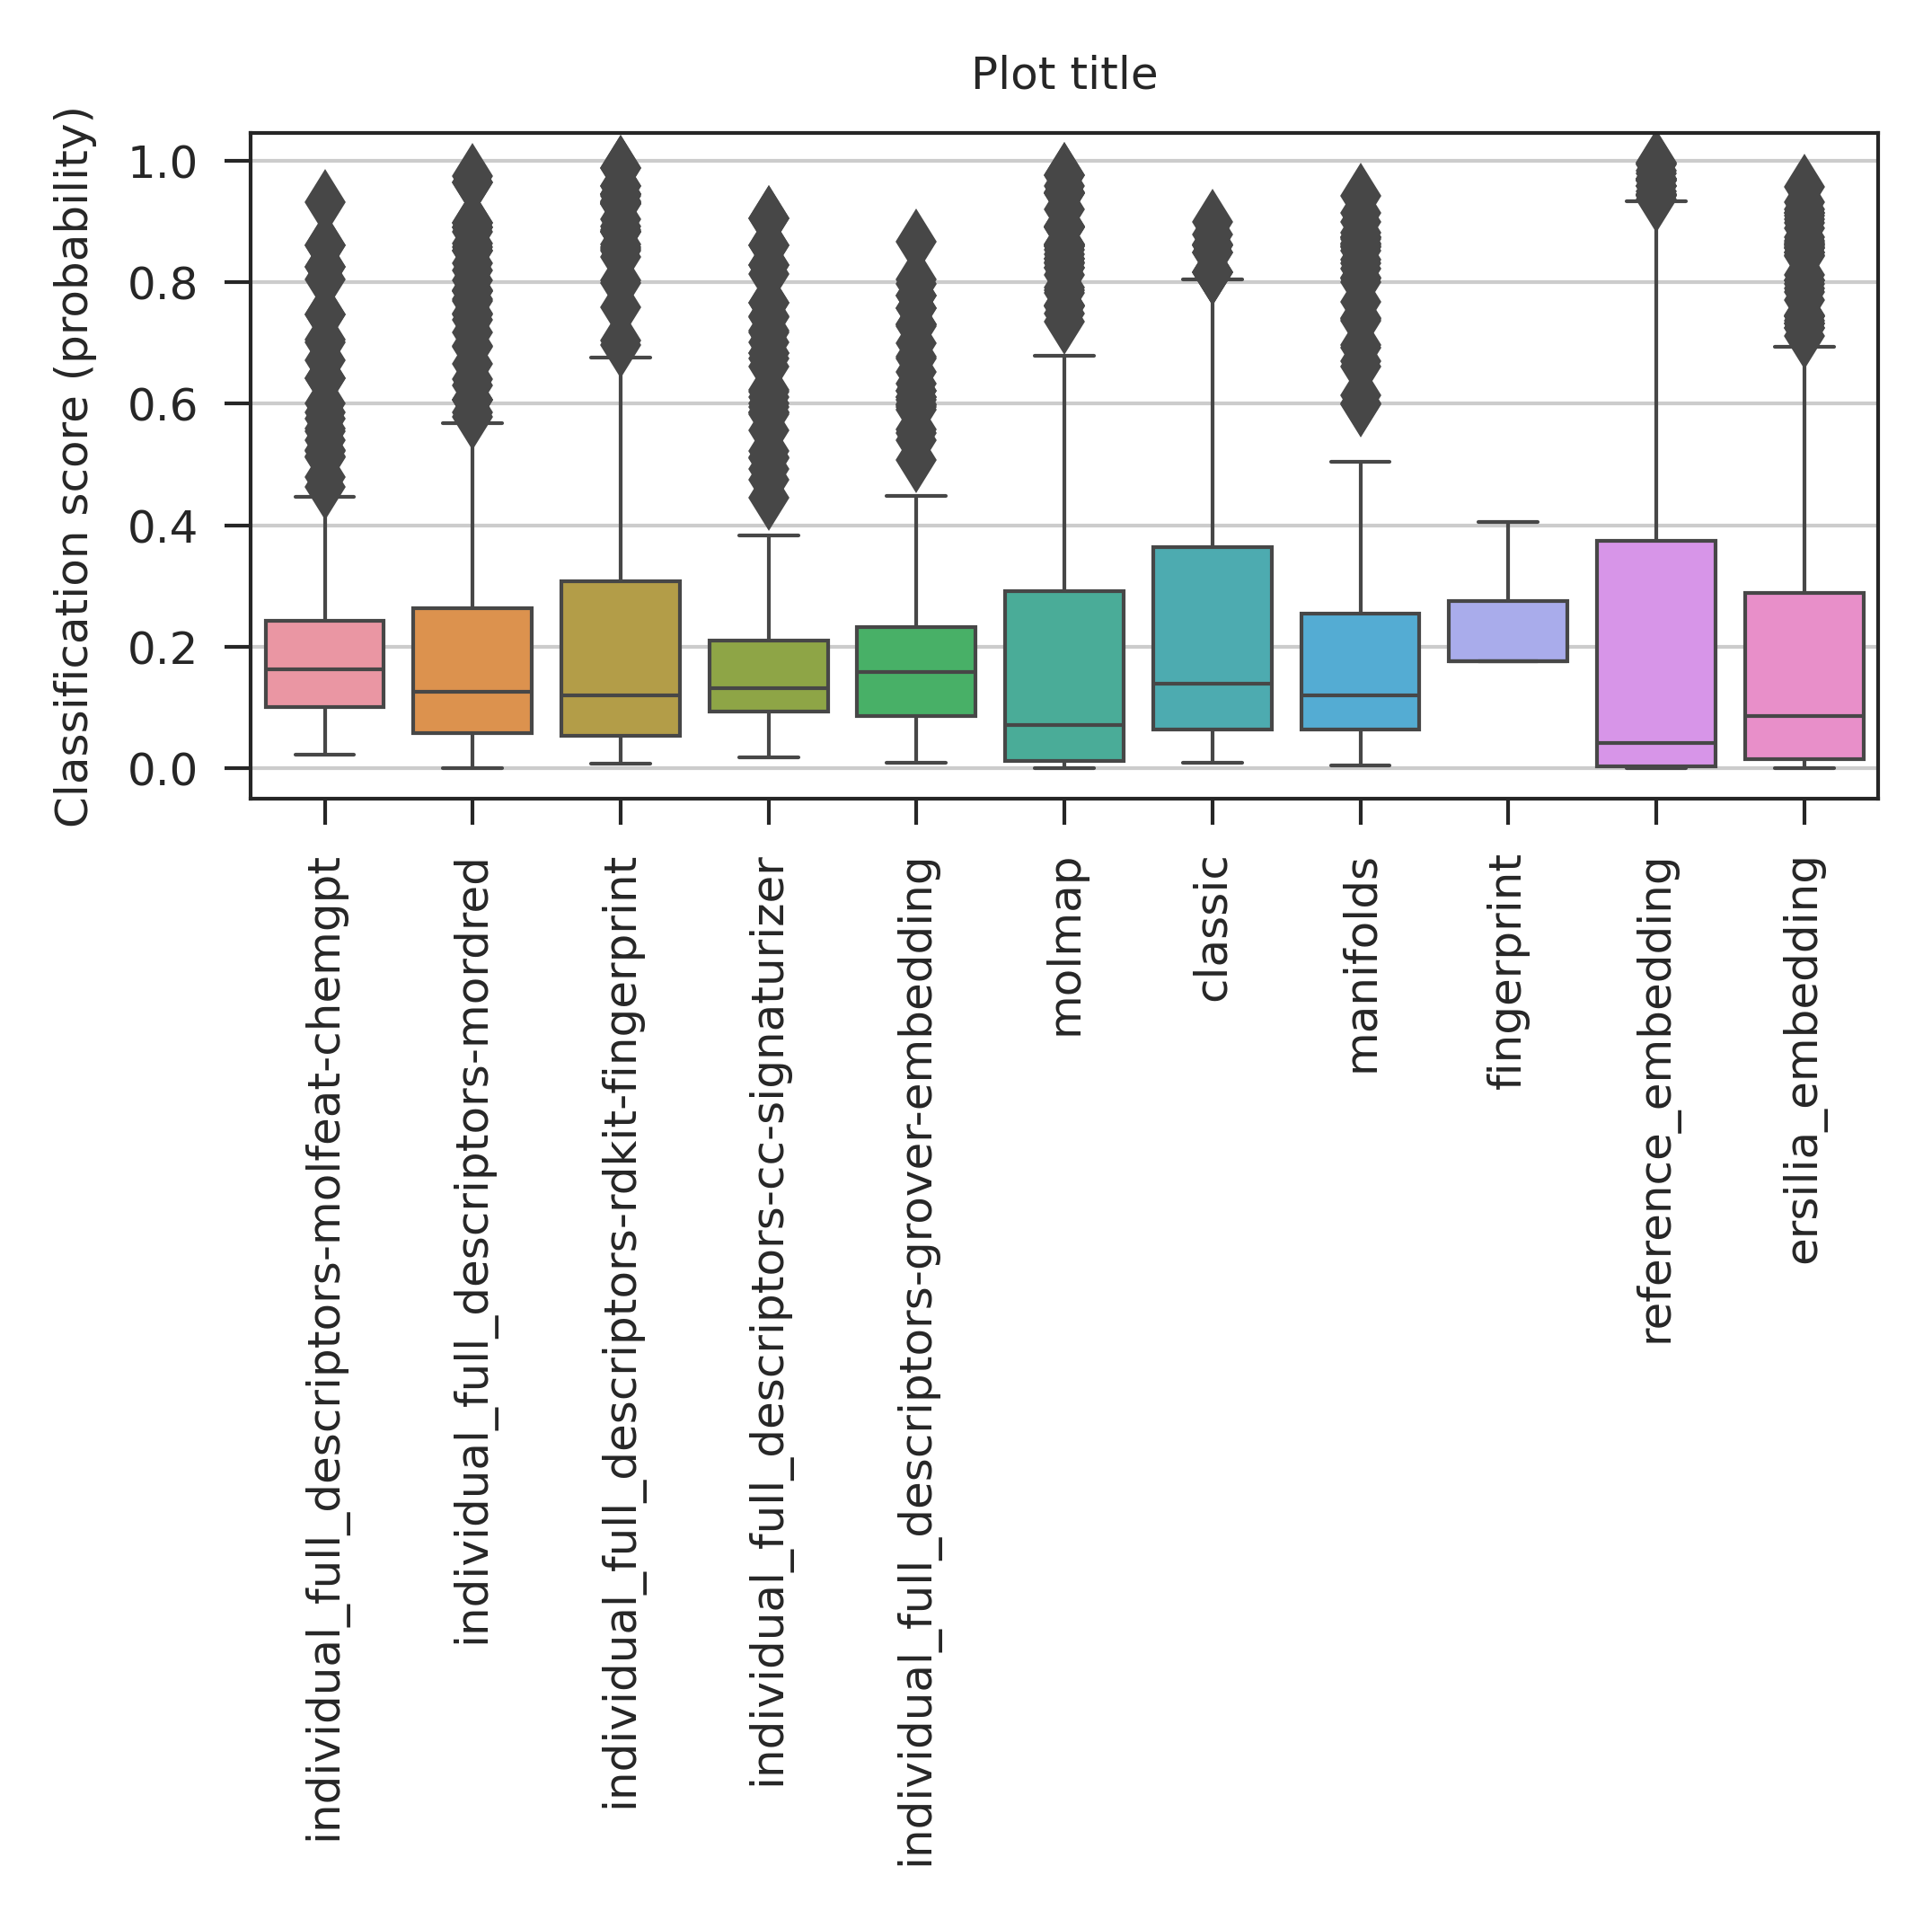 Plot title
Classification score (probability)
1.0
0.8
0.6
0.4
0.2
0.0
individual_full_descriptors-molfeat-chemgpt
individual_full_descriptors-mordred
individual_full_descriptors-rdkit-fingerprint
individual_full_descriptors-cc-signaturizer
individual_full_descriptors-grover-embedding
molmap
classic
manifolds
fingerprint
reference_embedding
ersilia_embedding